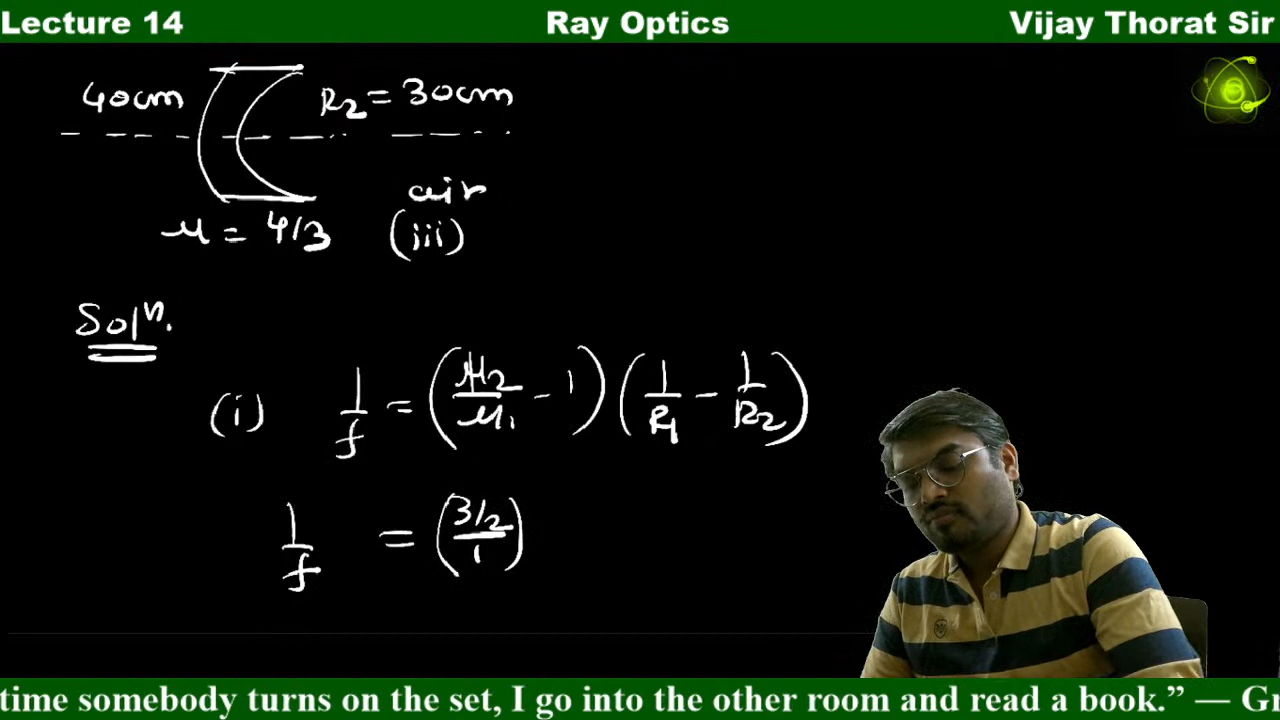 Lecture 14 Ray Optics Vijay Thorat Sir
40cm R₂ = 30cm
air
μ = 4/3 (iii)
Solⁿ.
(i) 1/f = (μ₂/μ₁ - 1) (1/R₁ - 1/R₂)
1/f = (3/2/1)
time somebody turns on the set, I go into the other room and read a book.” — Gr